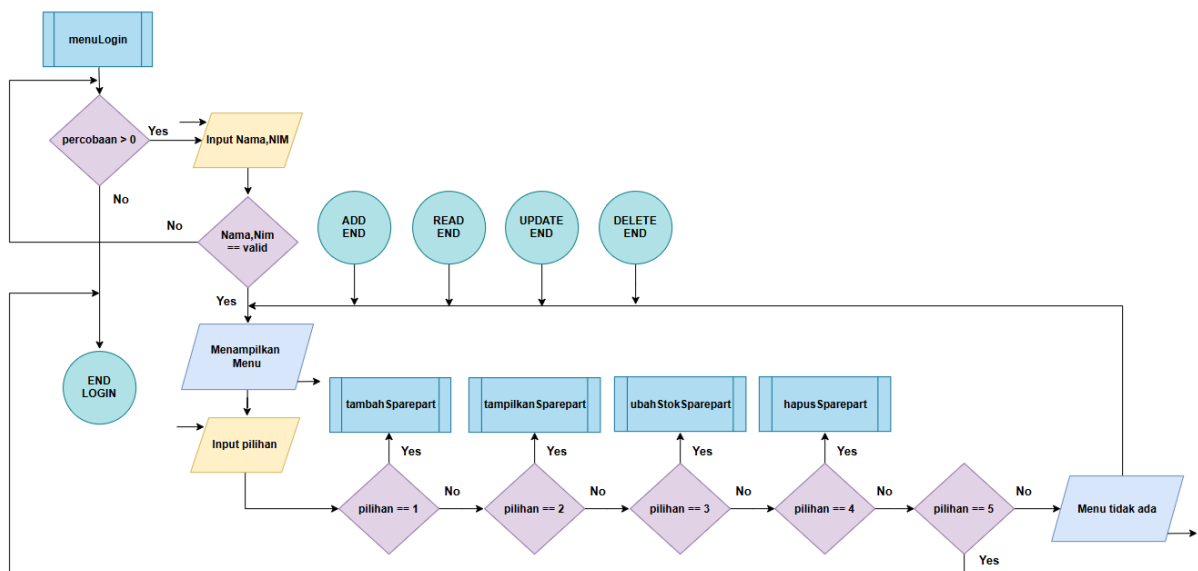 menuLogin
percobaan > 0
Yes
Input Nama,NIM
No
No
Nama,Nim
== valid
Yes
ADD
END
READ
END
UPDATE
END
DELETE
END
END
LOGIN
Menampilkan
Menu
Input pilihan
tambahSparepart
tampilkanSparepart
ubahStokSparepart
hapusSparepart
Yes
Yes
Yes
Yes
pilihan == 1
No
pilihan == 2
No
pilihan == 3
No
pilihan == 4
No
pilihan == 5
No
Menu tidak ada
Yes